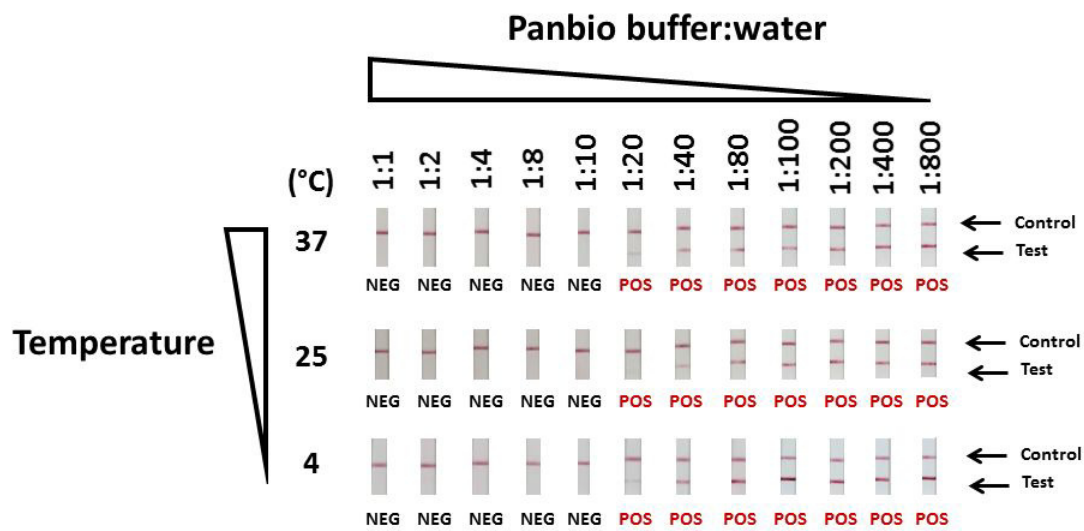 Panbio buffer:water
(°C) 1:1 1:2 1:4 1:8 1:10 1:20 1:40 1:80 1:100 1:200 1:400 1:800
37 Control
Test
NEG NEG NEG NEG NEG POS POS POS POS POS POS POS
Temperature 25 Control
Test
NEG NEG NEG NEG NEG POS POS POS POS POS POS POS
4 Control
Test
NEG NEG NEG NEG NEG POS POS POS POS POS POS POS